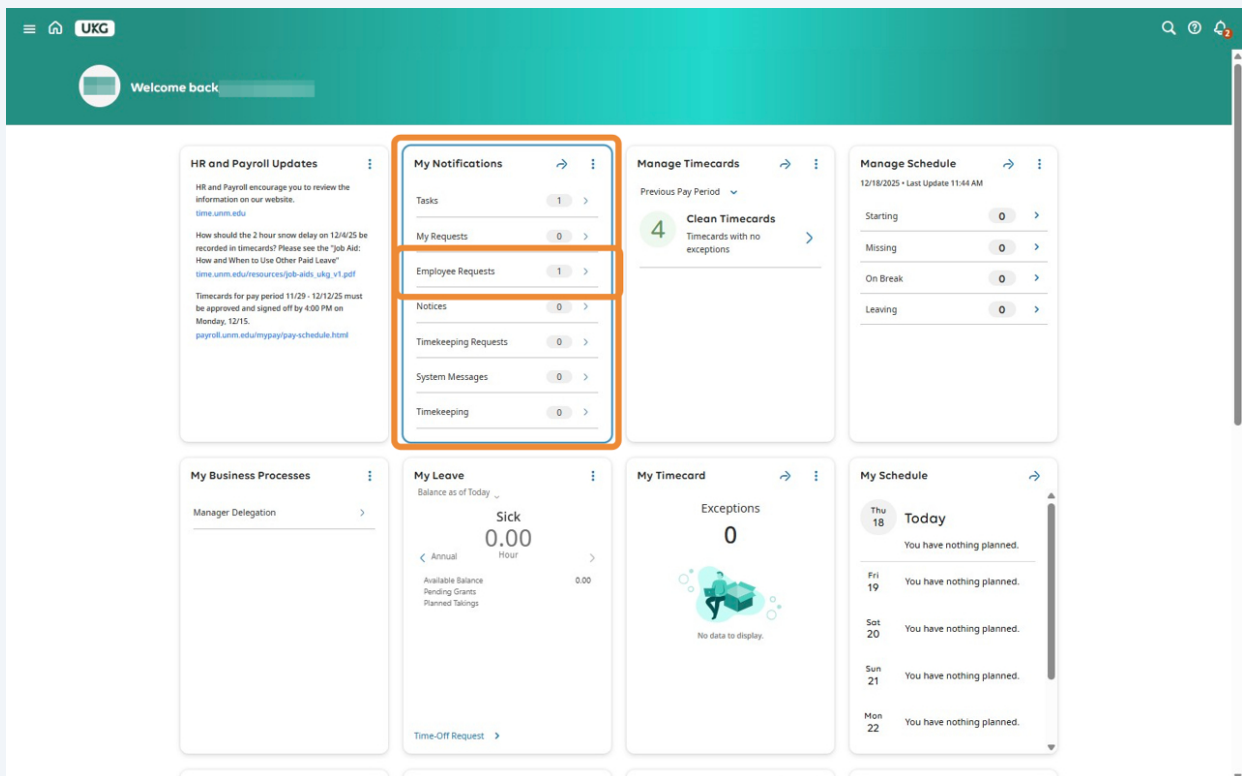 UKG
2
Welcome back
HR and Payroll Updates
HR and Payroll encourage you to review the
information on our website.
time.unm.edu
How should the 2 hour snow delay on 12/4/25 be
recorded in timecards? Please see the "Job Aid:
How and When to Use Other Paid Leave"
time.unm.edu/resources/job-aids_ukg_v1.pdf
Timecards for pay period 11/29 - 12/12/25 must
be approved and signed off by 4:00 PM on
Monday, 12/15.
payroll.unm.edu/mypay/pay-schedule.html
My Notifications
Tasks 1
My Requests 0
Employee Requests 1
Notices 0
Timekeeping Requests 0
System Messages 0
Timekeeping 0
Manage Timecards
Previous Pay Period
4 Clean Timecards
Timecards with no
exceptions
Manage Schedule
12/18/2025 • Last Update 11:44 AM
Starting 0
Missing 0
On Break 0
Leaving 0
My Business Processes
Manager Delegation
My Leave
Balance as of Today
Sick
0.00
Annual Hour
Available Balance 0.00
Pending Grants
Planned Takings
Time-Off Request
My Timecard
Exceptions
0
No data to display.
My Schedule
Thu
18 Today
You have nothing planned.
Fri
19 You have nothing planned.
Sat
20 You have nothing planned.
Sun
21 You have nothing planned.
Mon
22 You have nothing planned.